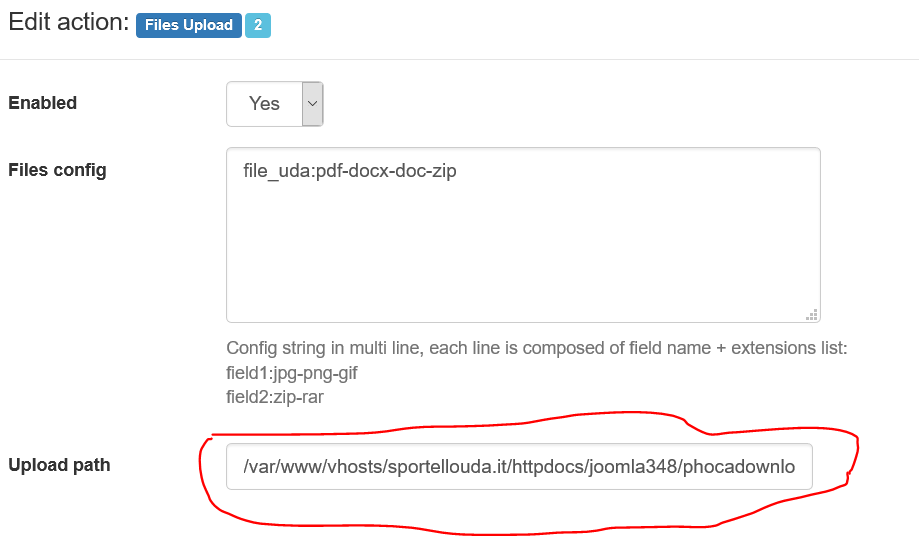 Edit action: Files Upload 2
Enabled Yes
Files config file_uda:pdf-docx-doc-zip
Config string in multi line, each line is composed of field name + extensions list:
field1:jpg-png-gif
field2:zip-rar
Upload path /var/www/vhosts/sportellouda.it/httpdocs/joomla348/phocadownlo